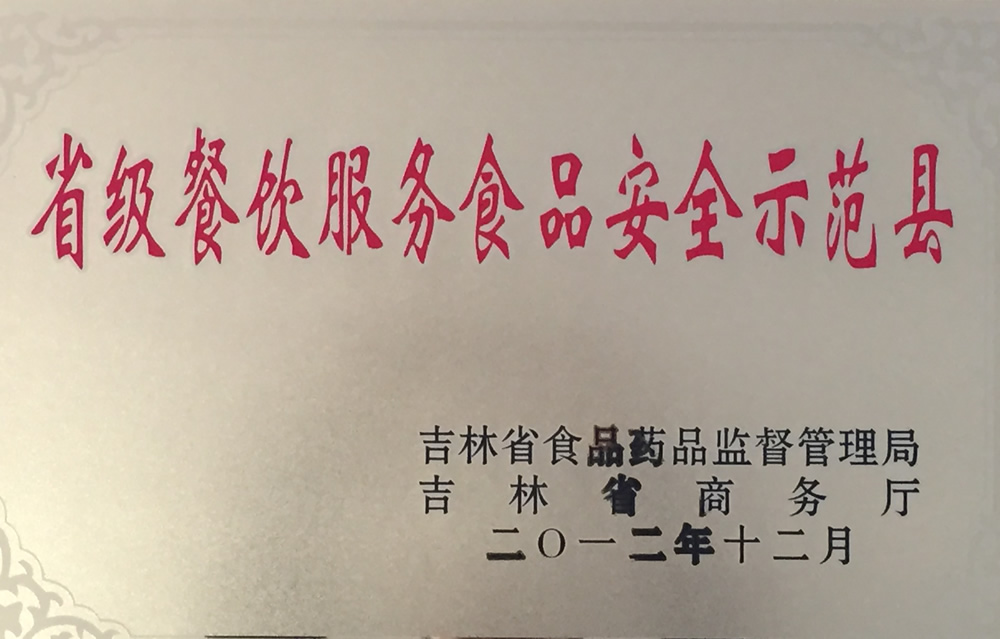 省级餐饮服务食品安全示范县
吉林省食品药品监督管理局
吉林省商务厅
二〇一二年十二月